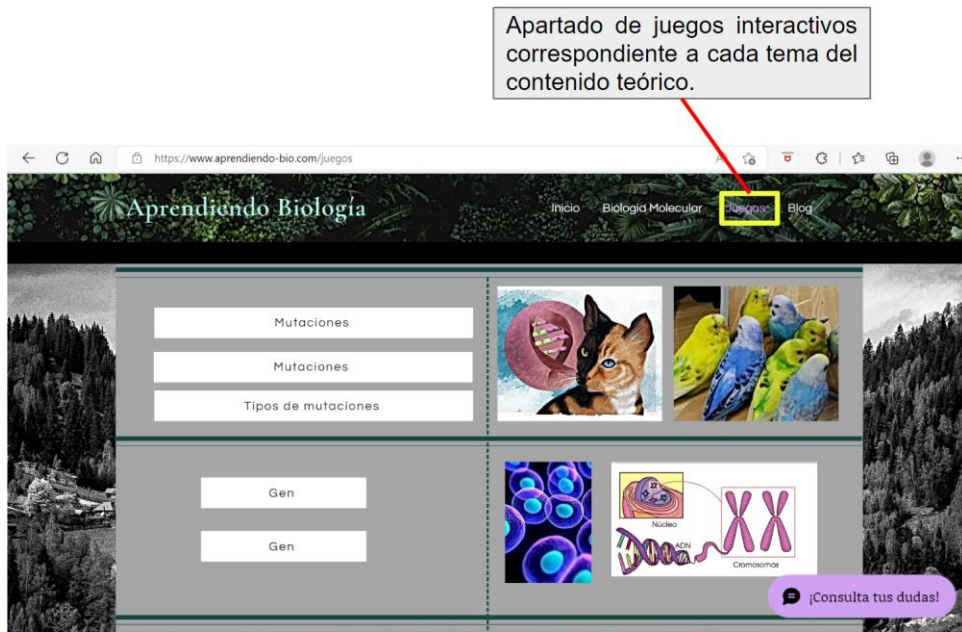 Apartado de juegos interactivos
correspondiente a cada tema del
contenido teórico.
https://www.aprendiendo-bio.com/juegos
Aprendiendo Biología
Inicio Biología Molecular Juegos Blog
Mutaciones
Mutaciones
Tipos de mutaciones
Gen
Gen
Núcleo
ADN
Cromosomas
¡Consulta tus dudas!